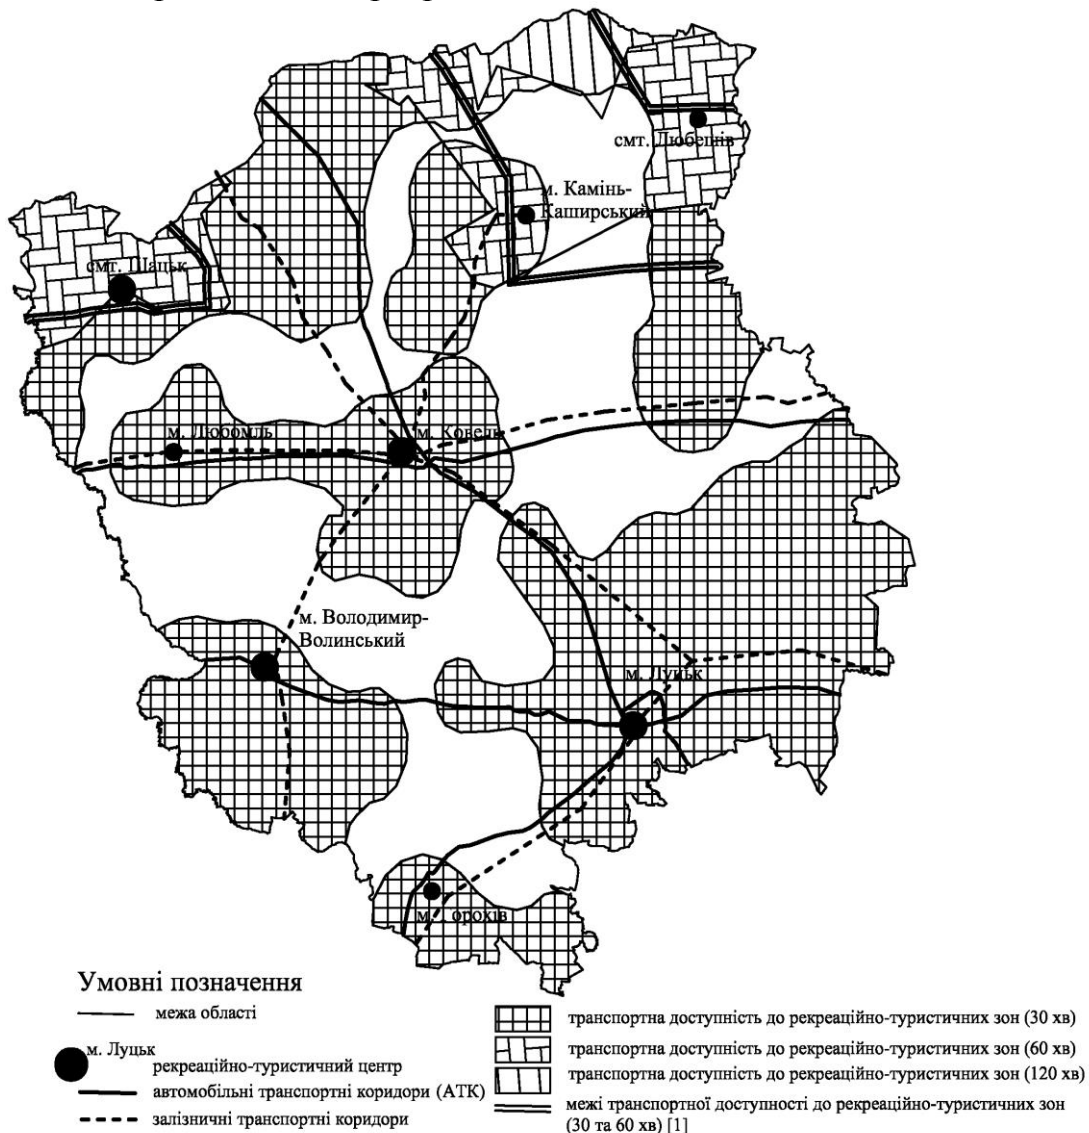 смт. Любешів
м. Камінь-
Каширський
смт. Шацьк
м. Любомль
м. Ковель
м. Володимир-
Волинський
м. Луцьк
м. Горохів
Умовні позначення
межа області
м. Луцьк
рекреаційно-туристичний центр
автомобільні транспортні коридори (АТК)
залізничні транспортні коридори
транспортна доступність до рекреаційно-туристичних зон (30 хв)
транспортна доступність до рекреаційно-туристичних зон (60 хв)
транспортна доступність до рекреаційно-туристичних зон (120 хв)
межі транспортної доступності до рекреаційно-туристичних зон
(30 та 60 хв) [1]